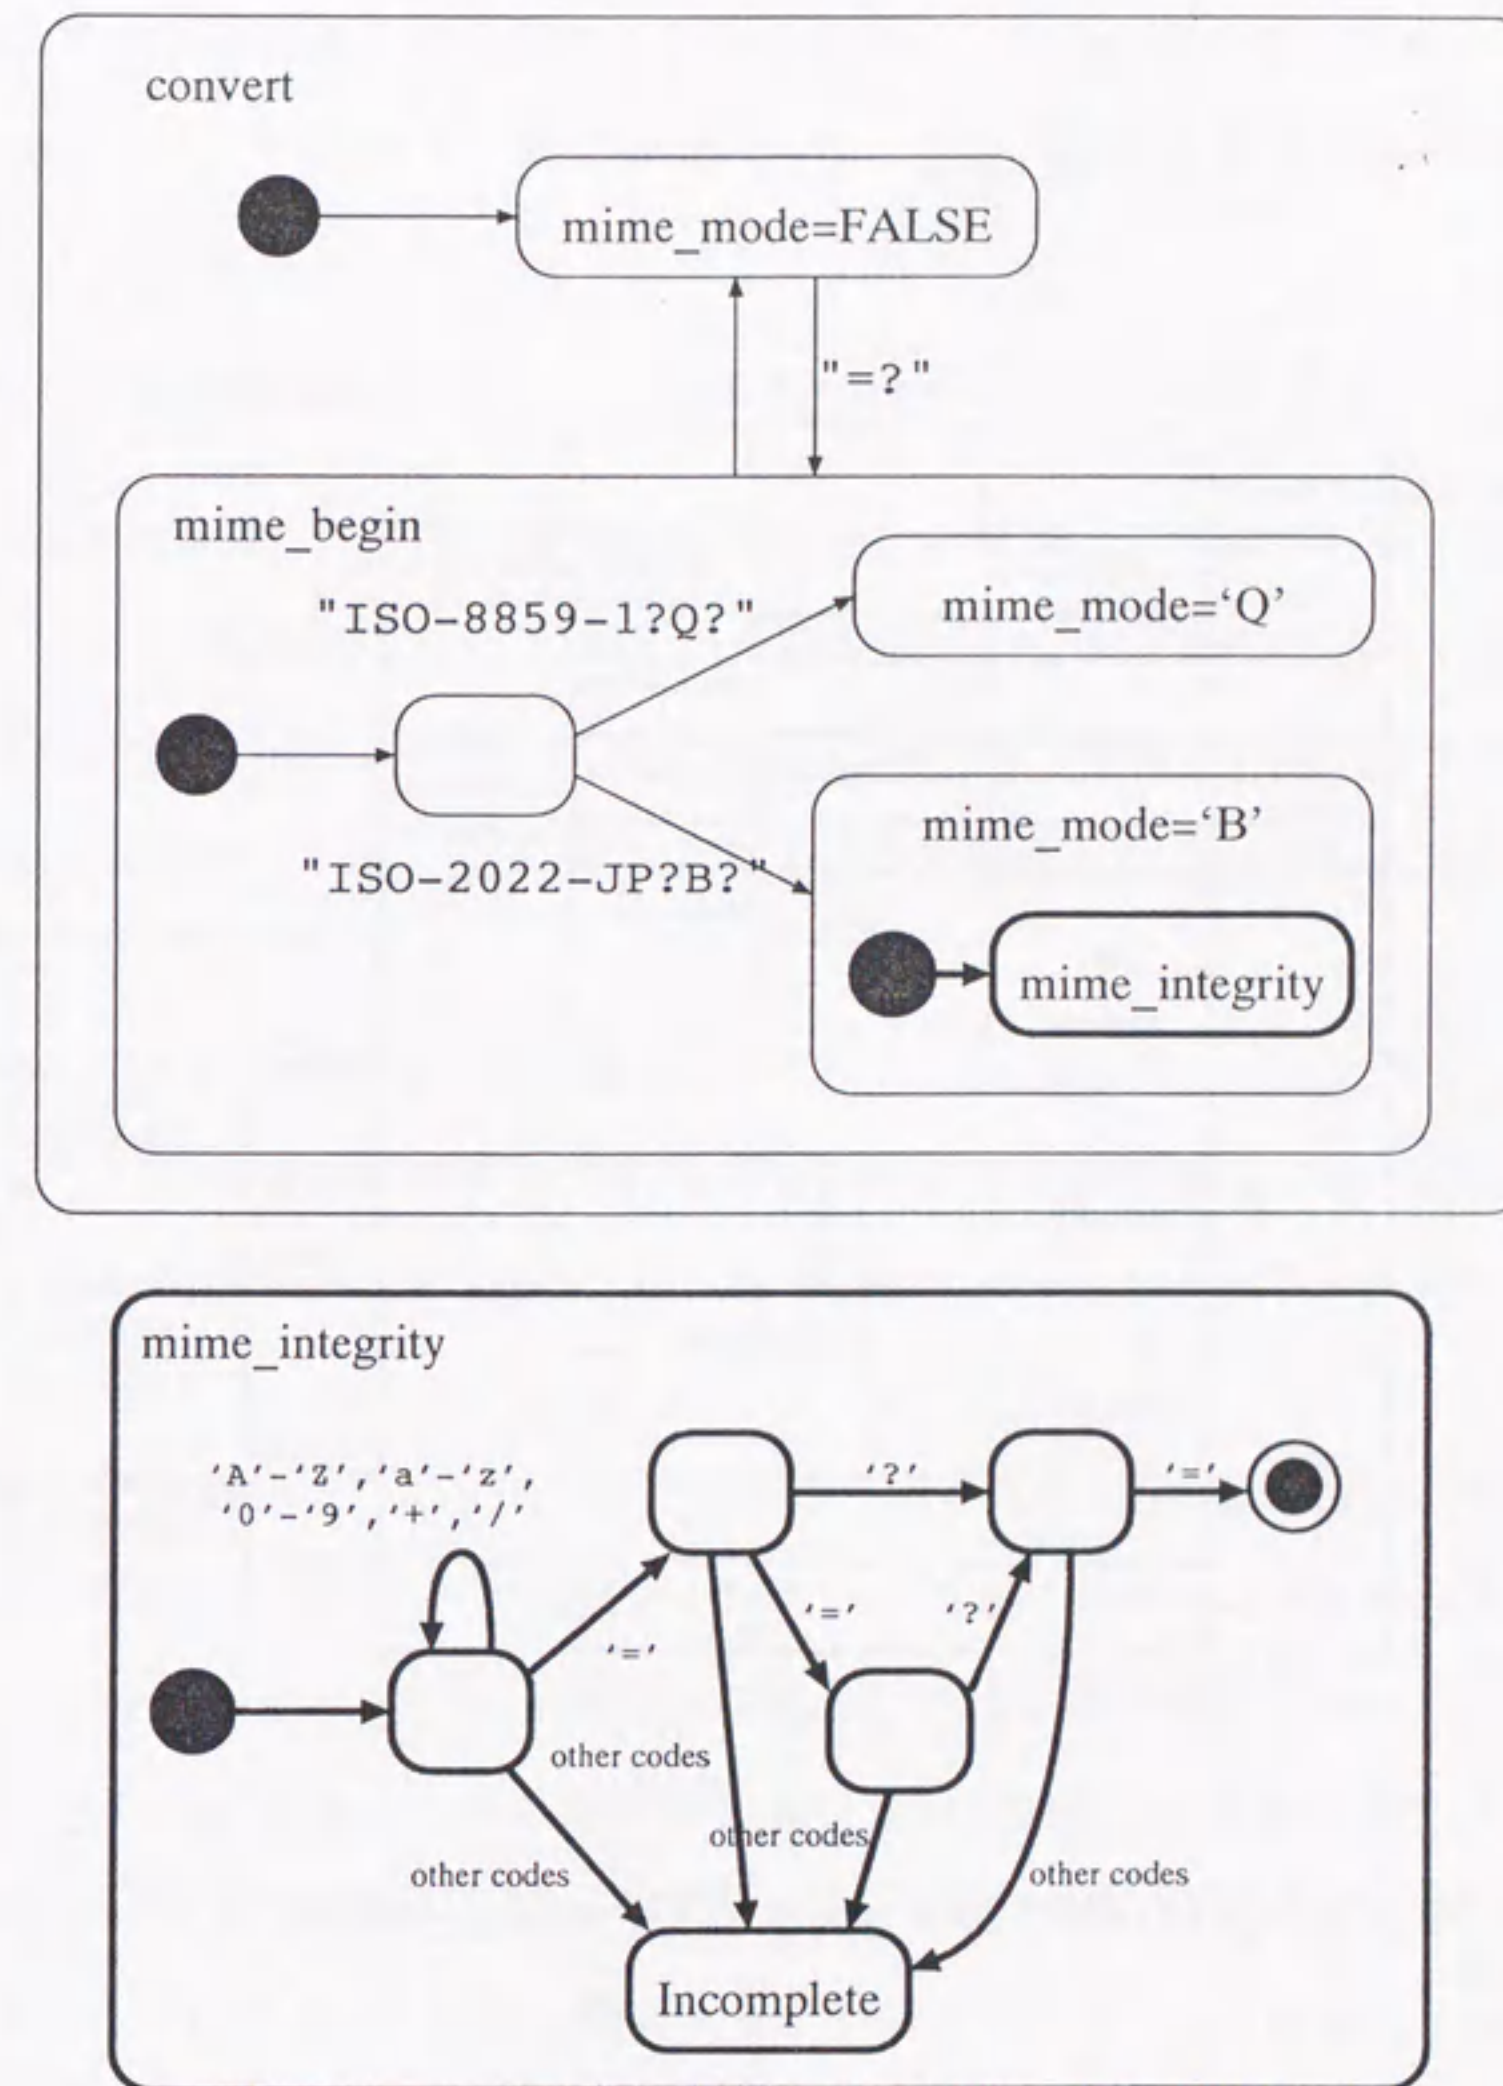 convert
mime_mode=FALSE
"=?"
mime_begin
"ISO-8859-1?Q?"
mime_mode=‘Q’
mime_mode=‘B’
"ISO-2022-JP?B?"
mime_integrity
mime_integrity
‘A’-‘Z’,‘a’-‘z’,
‘0’-‘9’,‘+’,‘/’
‘?’
‘=’
‘=’
‘?’
‘=’
other codes
other codes
other codes
other codes
Incomplete